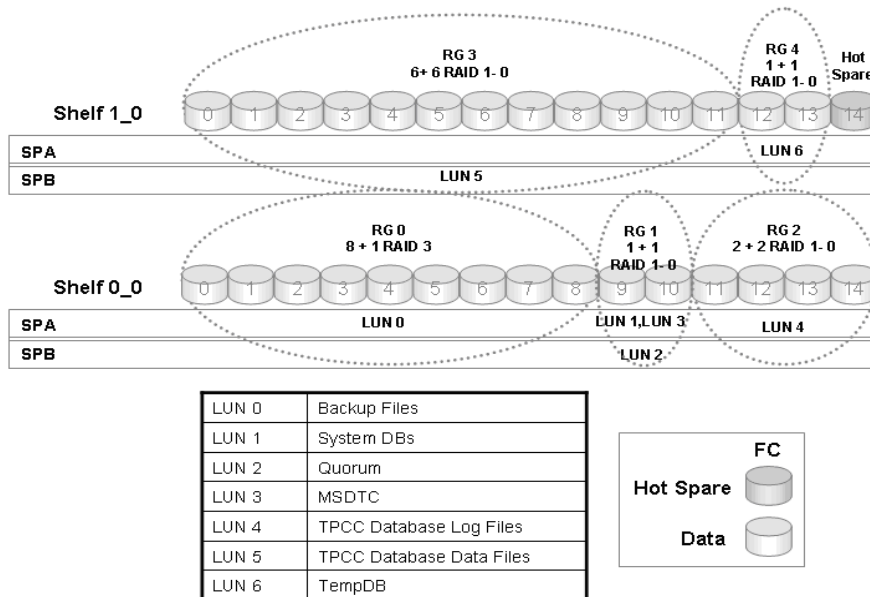 RG 3
6+ 6 RAID 1- 0
RG 4
1 + 1
RAID 1- 0
Hot
Spare
Shelf 1_0
0 1 2 3 4 5 6 7 8 9 10 11 12 13 14
SPA
LUN 6
SPB
LUN 5
RG 0
8 + 1 RAID 3
RG 1
1 + 1
RAID 1- 0
RG 2
2 + 2 RAID 1- 0
Shelf 0_0
0 1 2 3 4 5 6 7 8 9 10 11 12 13 14
SPA
LUN 0
LUN 1,LUN 3
LUN 4
SPB
LUN 2
LUN 0 Backup Files
LUN 1 System DBs
LUN 2 Quorum
LUN 3 MSDTC
LUN 4 TPCC Database Log Files
LUN 5 TPCC Database Data Files
LUN 6 TempDB
FC
Hot Spare
Data